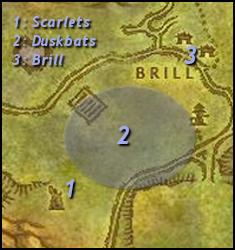 1 : Scarlets
2 : Duskbats
3 : Brill
3
BRILL
2
1